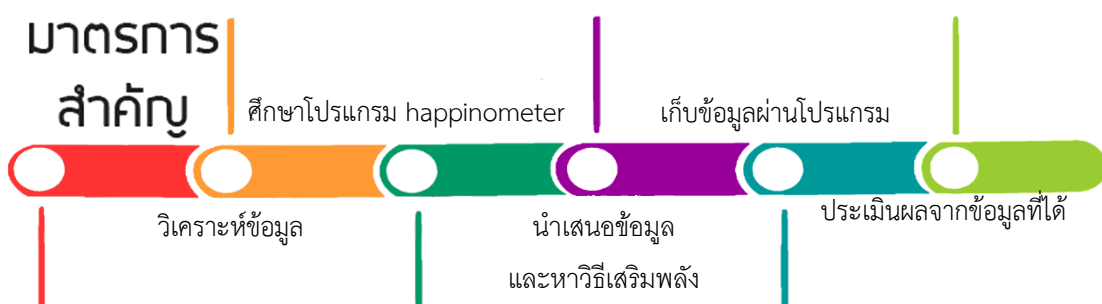 มาตรการ
สำคัญ
ศึกษาโปรแกรม happinometer
เก็บข้อมูลผ่านโปรแกรม
วิเคราะห์ข้อมูล
นำเสนอข้อมูล
และหาวิธีเสริมพลัง
ประเมินผลจากข้อมูลที่ได้